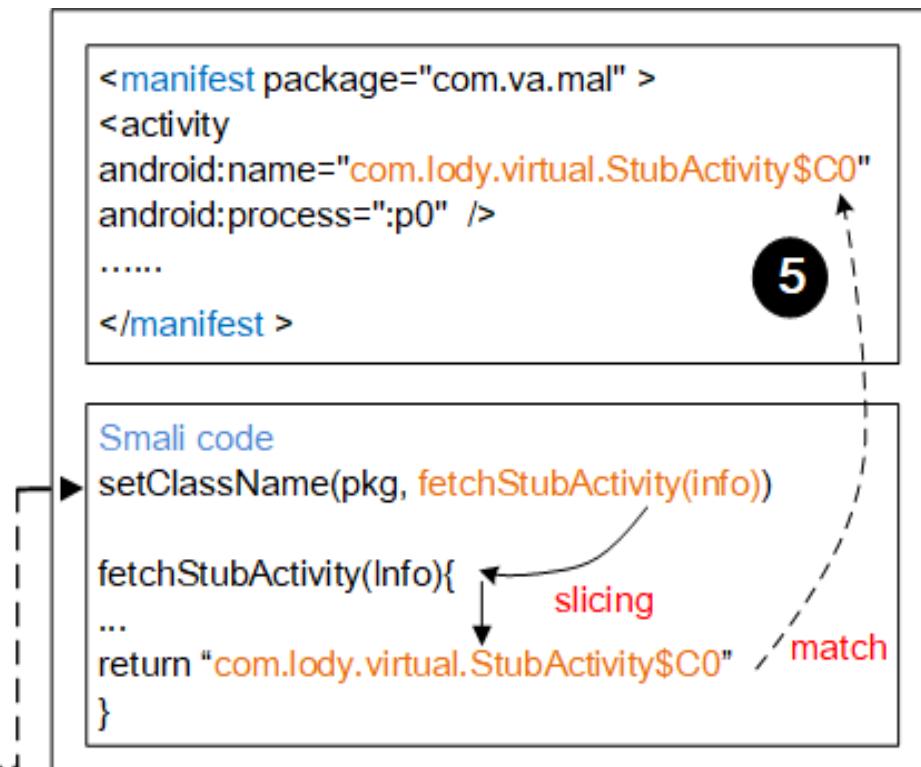 <manifest package="com.va.mal" >
<activity
android:name="com.lody.virtual.StubActivity$C0"
android:process=":p0" />
......
5
</manifest >
Smali code
setClassName(pkg, fetchStubActivity(info))
fetchStubActivity(Info){
slicing
...
return “com.lody.virtual.StubActivity$C0”
match
}